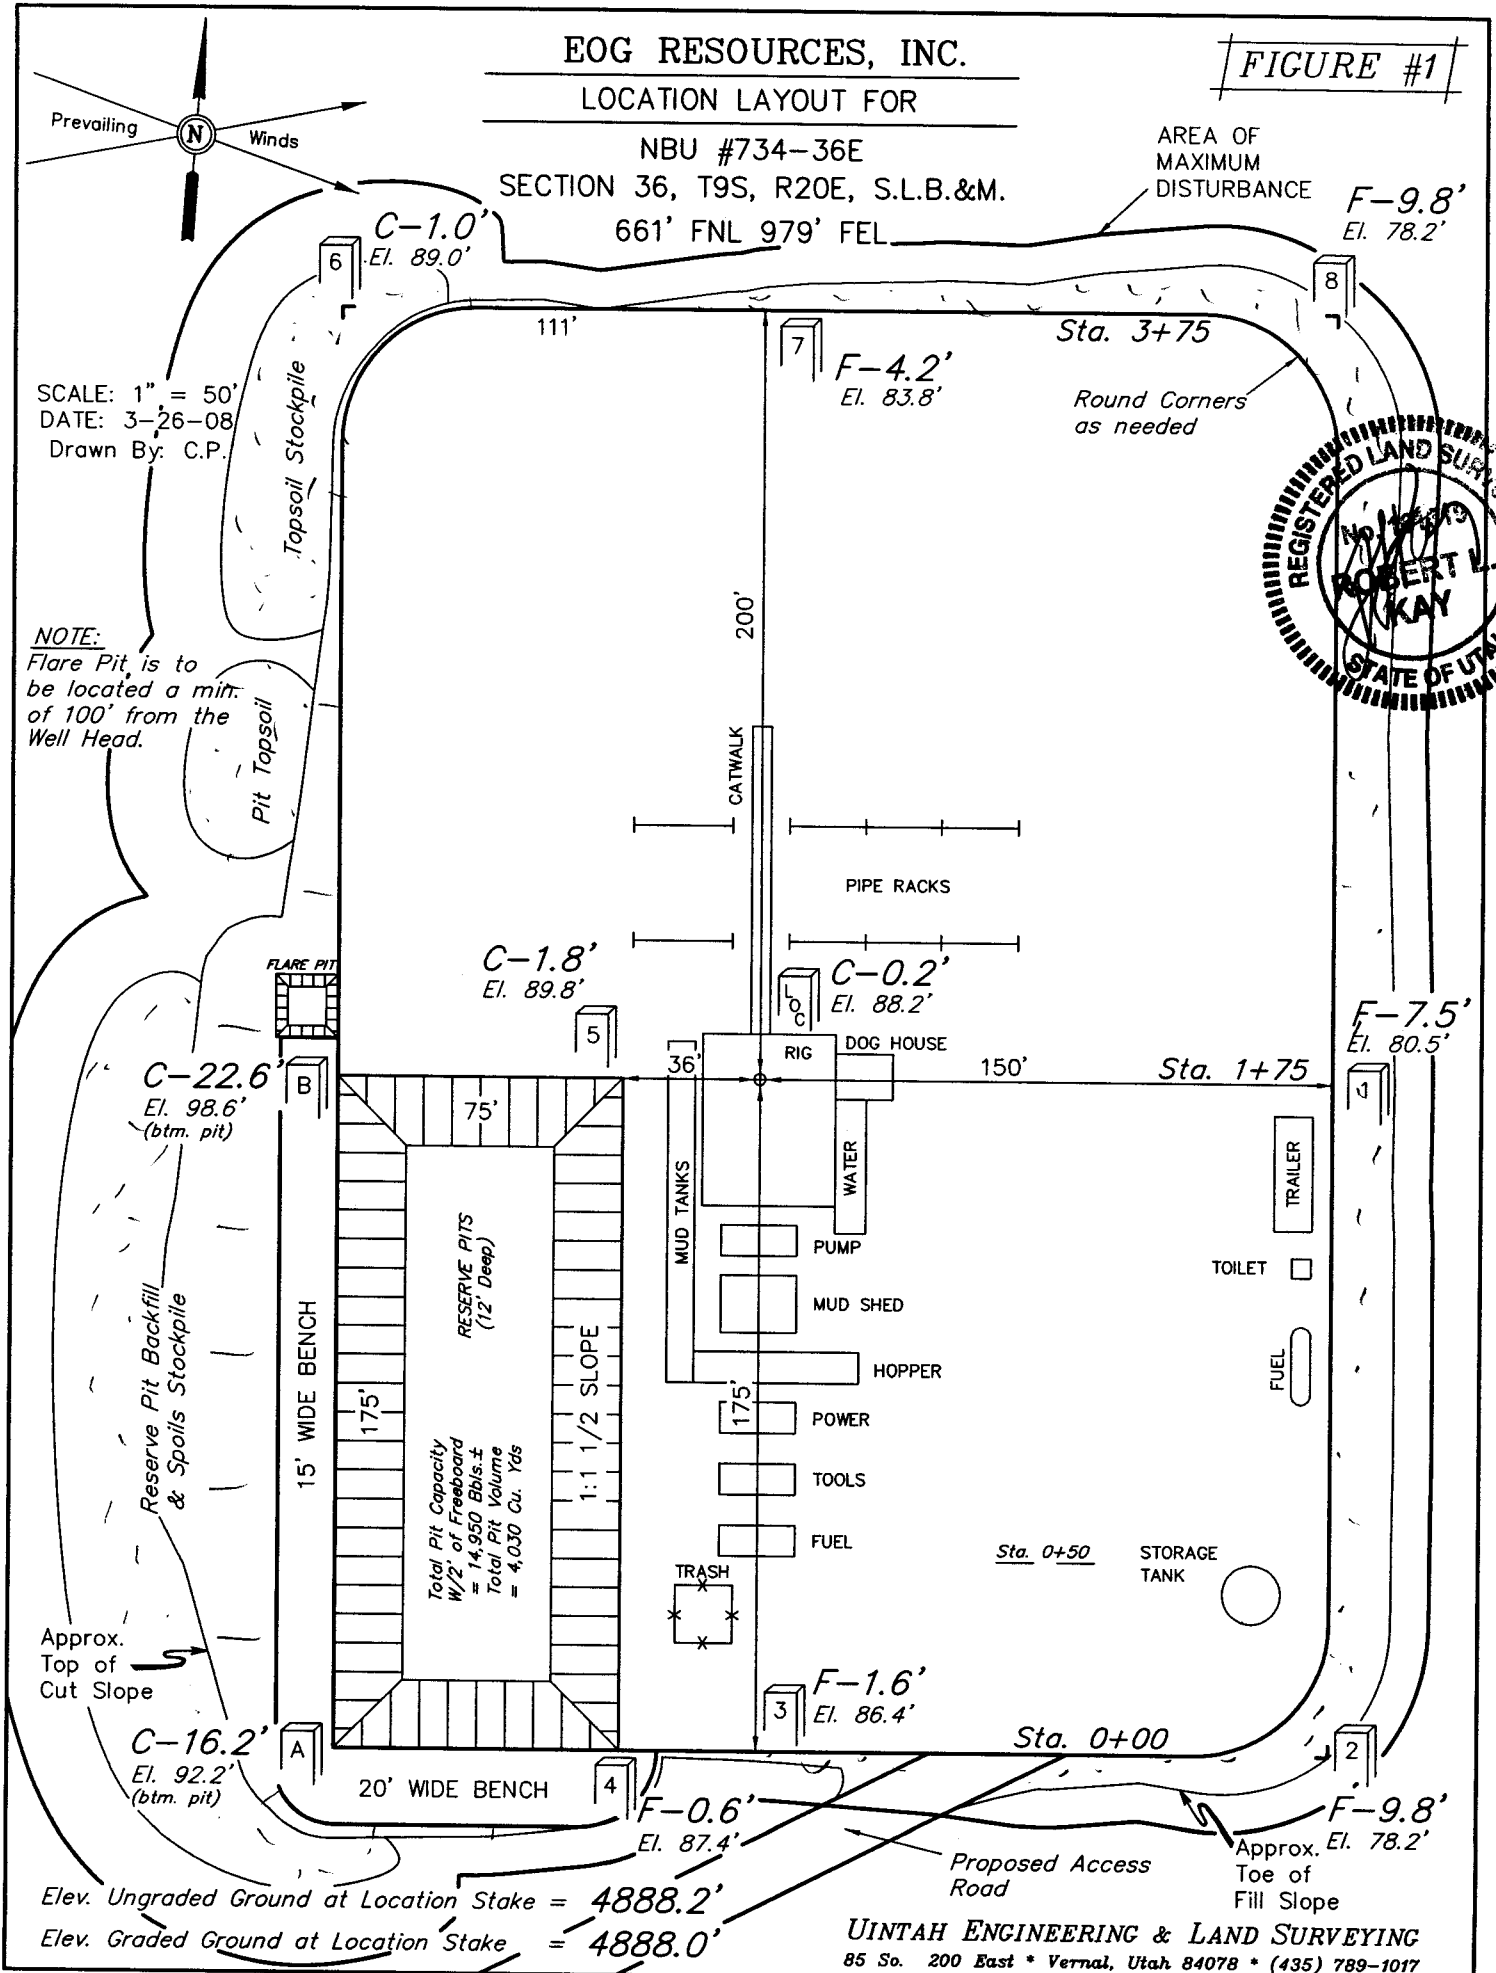 EOG RESOURCES, INC.
LOCATION LAYOUT FOR
NBU #734-36E
SECTION 36, T9S, R20E, S.L.B.&M.
661' FNL 979' FEL
FIGURE #1
Prevailing
N
Winds
AREA OF
MAXIMUM
DISTURBANCE
F-9.8'
El. 78.2'
8
C-1.0'
El. 89.0'
6
111'
7
F-4.2'
El. 83.8'
Sta. 3+75
Round Corners
as needed
SCALE: 1" = 50'
DATE: 3-26-08
Drawn By: C.P.
Topsoil Stockpile
REGISTERED LAND
No.
ROBERT L.
KAY
STATE OF UTAH
NOTE:
Flare Pit is to
be located a min.
of 100' from the
Well Head.
Pit Topsoil
200'
CATWALK
PIPE RACKS
FLARE PIT
C-1.8'
El. 89.8'
5
LOC
C-0.2'
El. 88.2'
F-7.5'
El. 80.5'
1
C-22.6'
El. 98.6'
(btm. pit)
B
75'
36'
RIG
DOG HOUSE
150'
Sta. 1+75
MUD TANKS
WATER
TRAILER
PUMP
TOILET
MUD SHED
HOPPER
FUEL
POWER
TOOLS
FUEL
TRASH
175'
Reserve Pit Backfill
& Spoils Stockpile
15' WIDE BENCH
175'
RESERVE PITS
(12' Deep)
Total Pit Capacity
W/2' of Freeboard
= 14,950 Bbls.±
Total Pit Volume
= 4,030 Cu. Yds
1:1 1/2 SLOPE
Sta. 0+50
STORAGE
TANK
Approx.
Top of
Cut Slope
C-16.2'
El. 92.2'
(btm. pit)
A
20' WIDE BENCH
4
F-0.6'
El. 87.4'
3
F-1.6'
El. 86.4'
Sta. 0+00
2
F-9.8'
El. 78.2'
Approx.
Toe of
Fill Slope
Proposed Access
Road
Elev. Ungraded Ground at Location Stake = 4888.2'
Elev. Graded Ground at Location Stake = 4888.0'
UINTAH ENGINEERING & LAND SURVEYING
85 So. 200 East * Vernal, Utah 84078 * (435) 789-1017